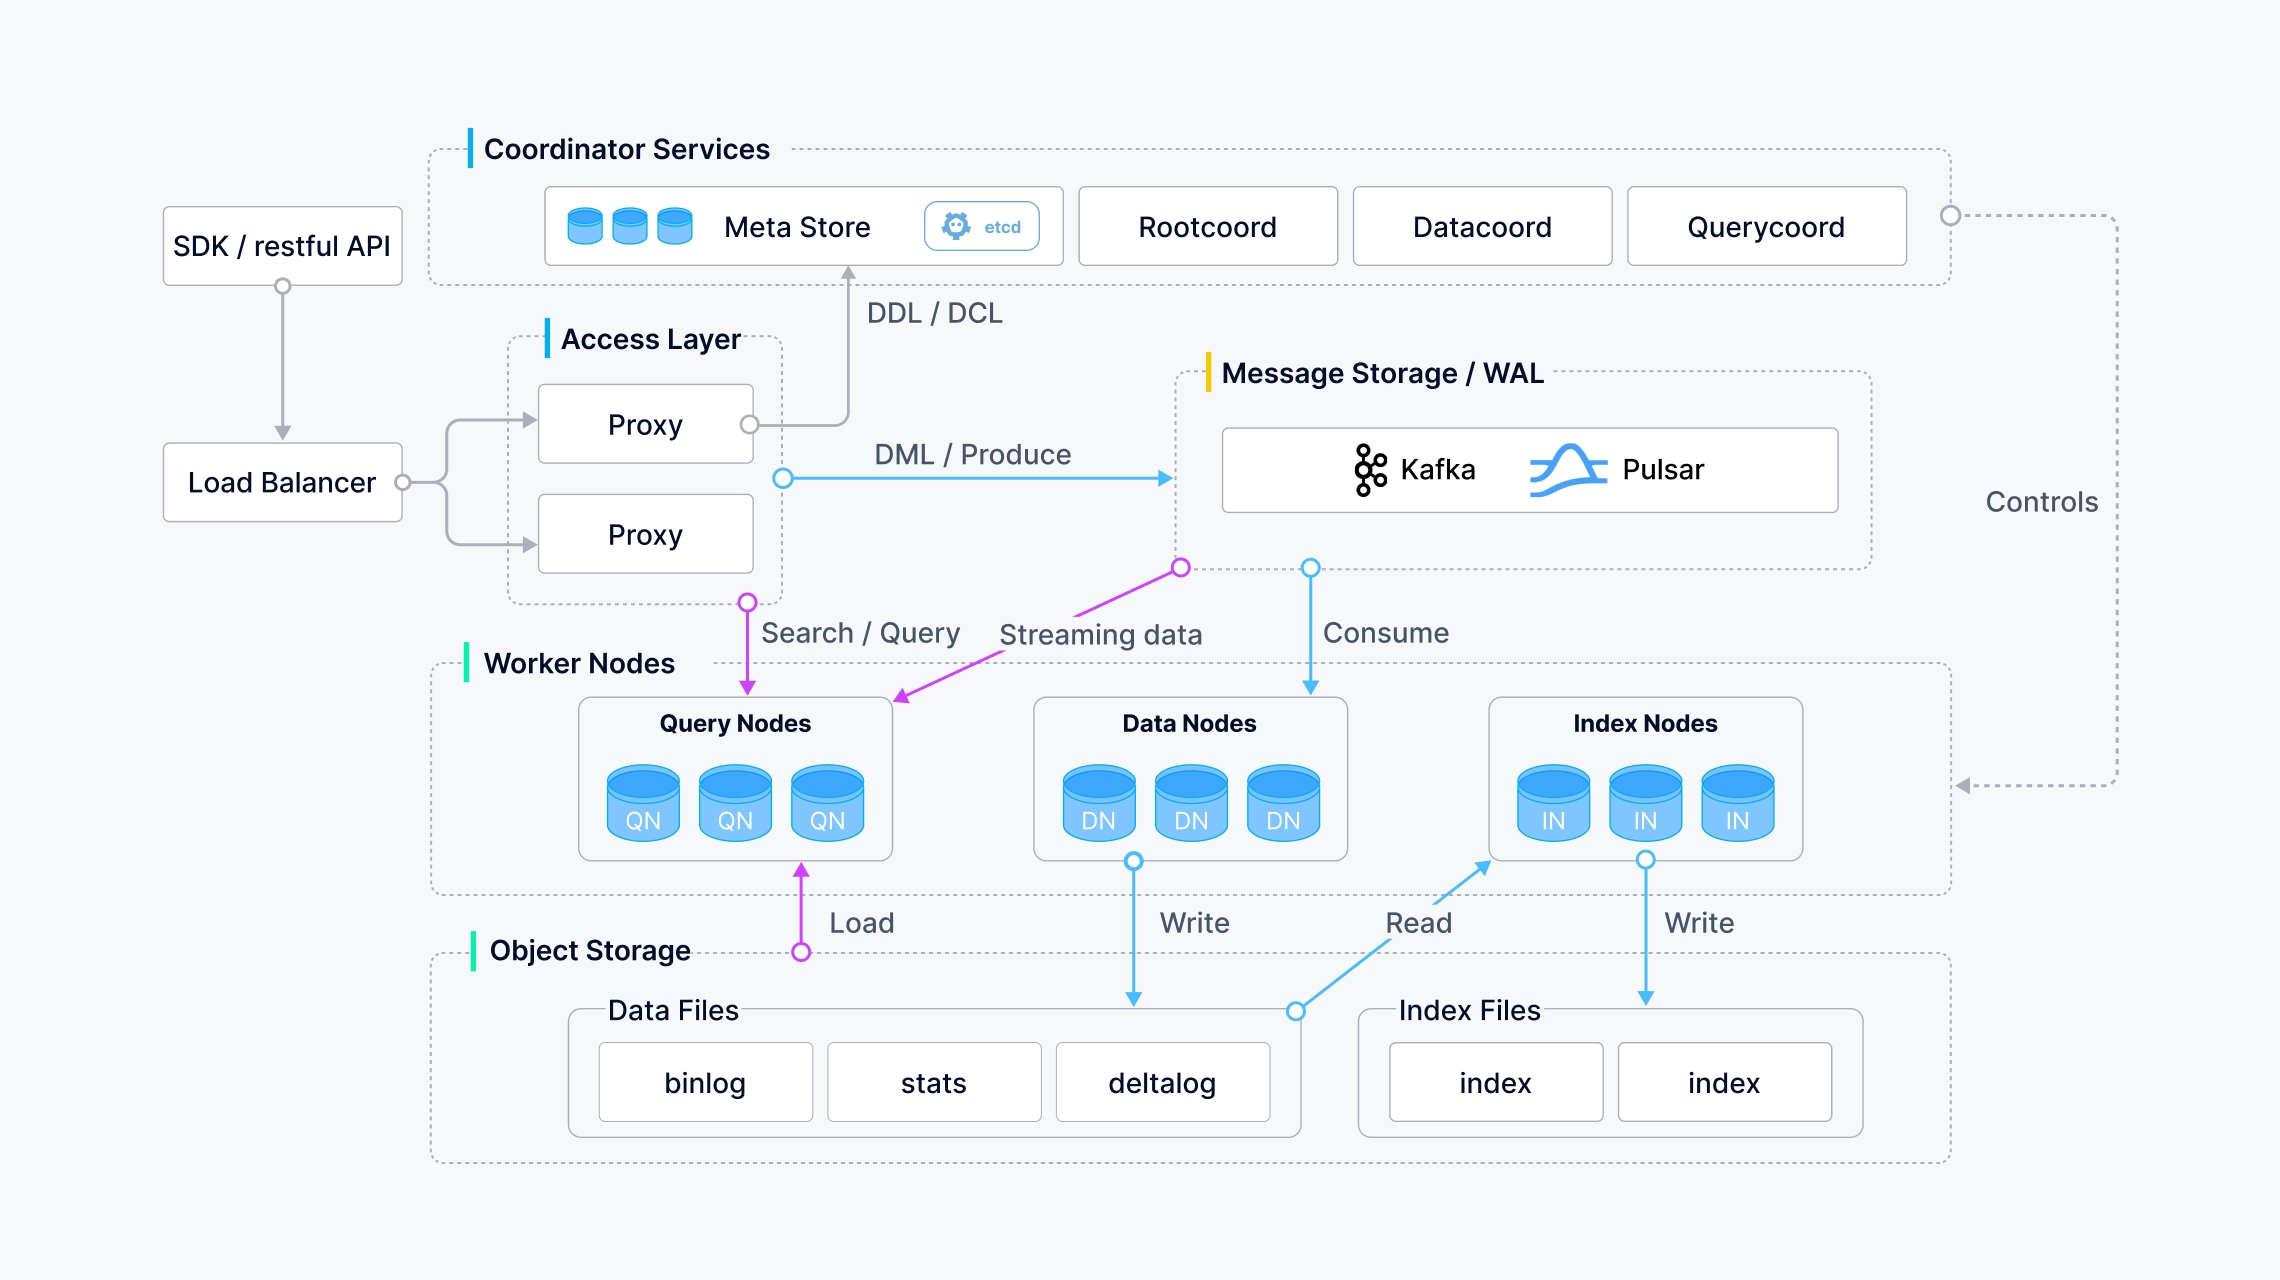 Coordinator Services
SDK / restful API
Meta Store
etcd
Rootcoord
Datacoord
Querycoord
DDL / DCL
Access Layer
Message Storage / WAL
Proxy
DML / Produce
Kafka
Pulsar
Load Balancer
Controls
Proxy
Search / Query
Streaming data
Consume
Worker Nodes
Query Nodes
QN
QN
QN
Data Nodes
DN
DN
DN
Index Nodes
IN
IN
IN
Load
Write
Read
Write
Object Storage
Data Files
binlog
stats
deltalog
Index Files
index
index